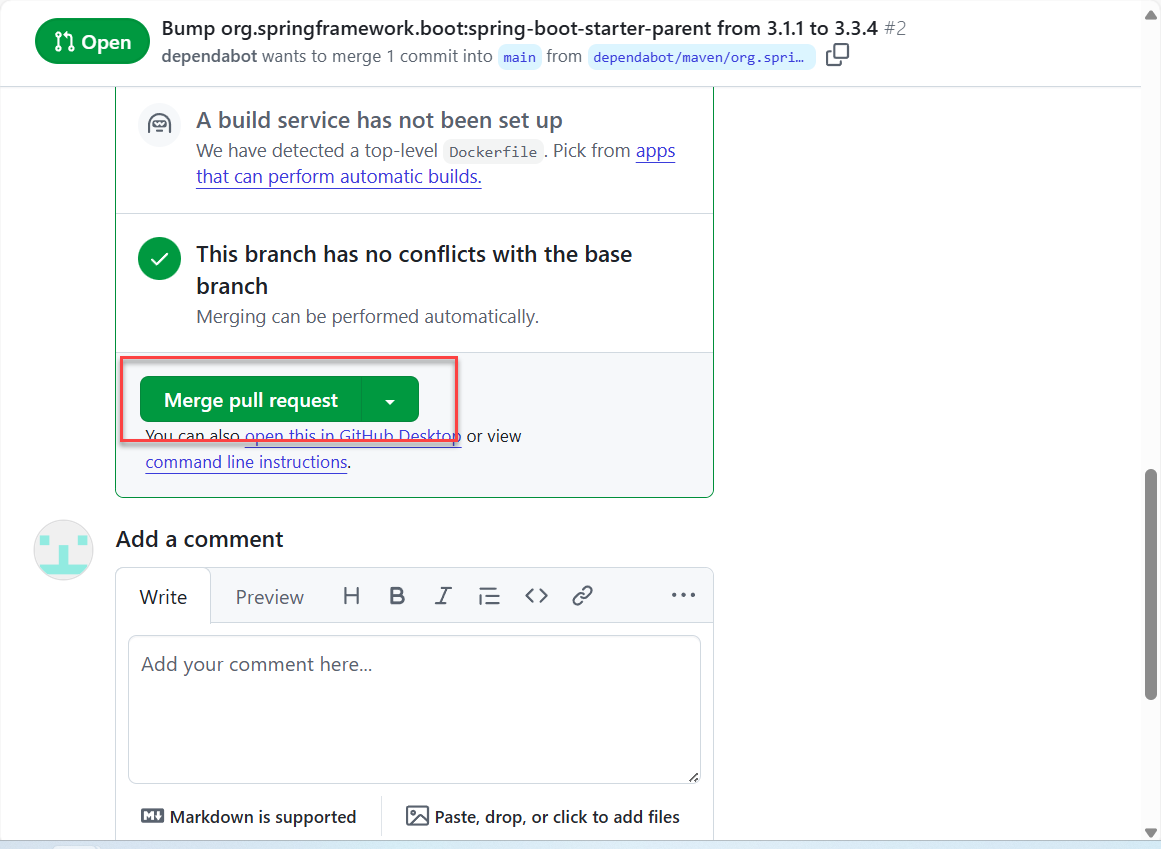 Open
Bump org.springframework.boot:spring-boot-starter-parent from 3.1.1 to 3.3.4 #2
dependabot wants to merge 1 commit into main from dependabot/maven/org.spri…
A build service has not been set up
We have detected a top-level Dockerfile. Pick from apps
that can perform automatic builds.
This branch has no conflicts with the base
branch
Merging can be performed automatically.
Merge pull request
You can also open this in GitHub Desktop or view
command line instructions.
Add a comment
Write Preview H B I
Add your comment here...
M Markdown is supported Paste, drop, or click to add files